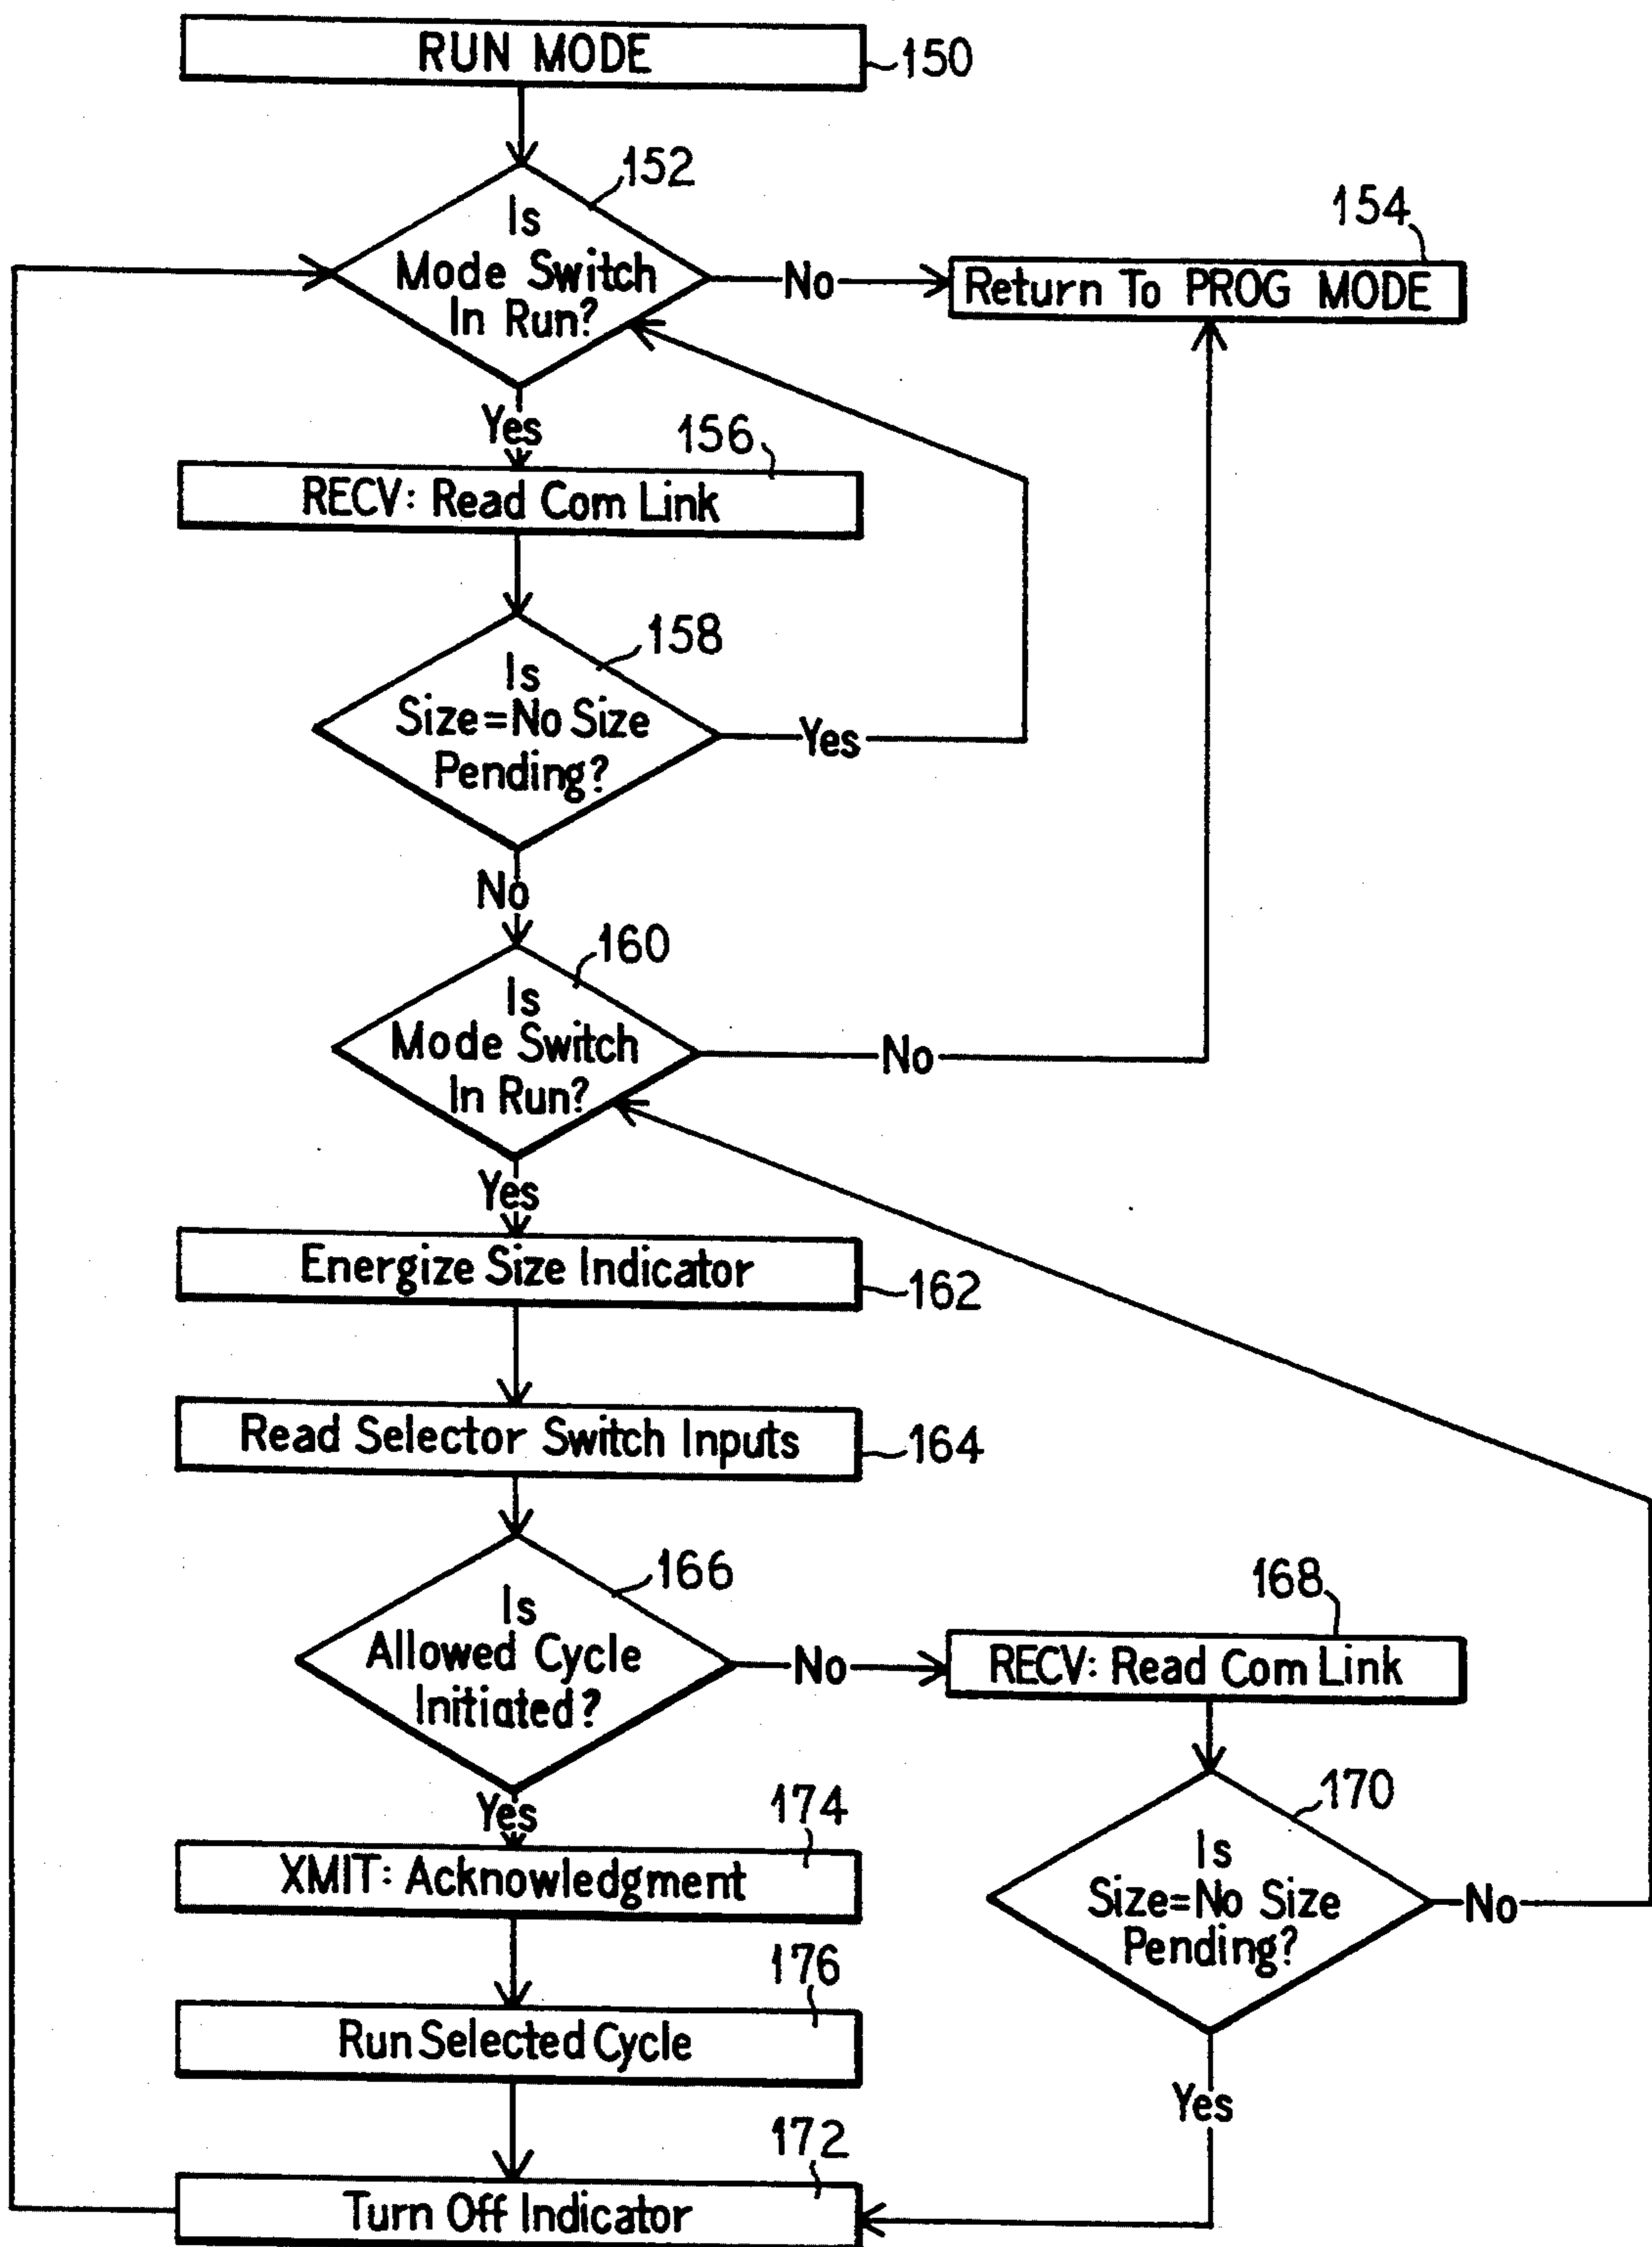 RUN MODE
150
152
Is
Mode Switch
In Run?
No
154
Return To PROG MODE
Yes
156
RECV: Read Com Link
158
Is
Size=No Size
Pending?
Yes
No
160
Is
Mode Switch
In Run?
No
Yes
Energize Size Indicator
162
Read Selector Switch Inputs
164
166
Is
Allowed Cycle
Initiated?
No
168
RECV: Read Com Link
170
Is
Size=No Size
Pending?
No
Yes
Yes
174
XMIT: Acknowledgment
176
Run Selected Cycle
172
Turn Off Indicator